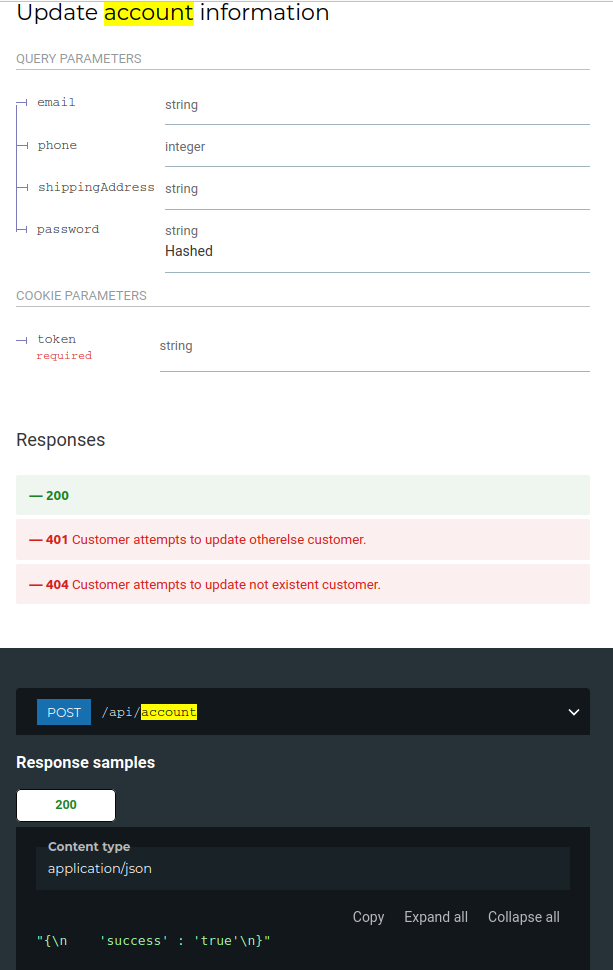 Update account information
QUERY PARAMETERS
email string
phone integer
shippingAddress string
password string
Hashed
COOKIE PARAMETERS
token string
required
Responses
— 200
— 401 Customer attempts to update otherelse customer.
— 404 Customer attempts to update not existent customer.
POST /api/account
Response samples
200
Content type
application/json
Copy Expand all Collapse all
"{\n    'success' : 'true'\n}"